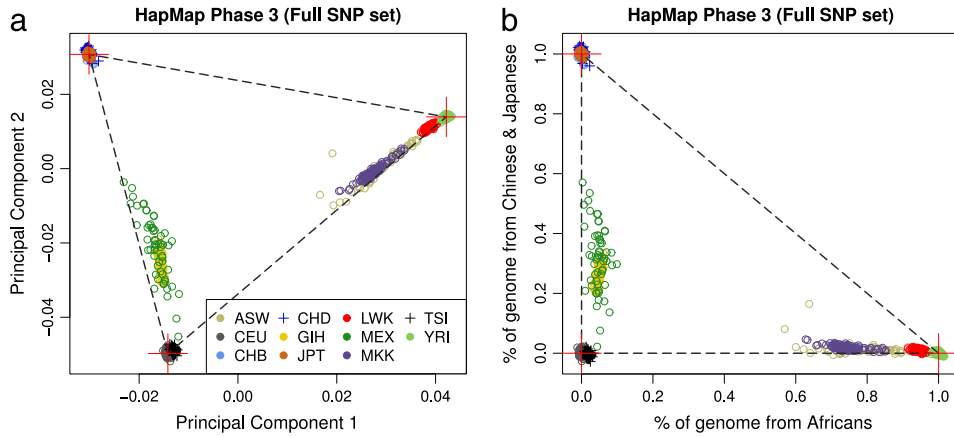 a
HapMap Phase 3 (Full SNP set)
Principal Component 2
0.02
0.00
−0.02
−0.04
ASW CHD LWK TSI
CEU GIH MEX YRI
CHB JPT MKK
−0.02 0.00 0.02 0.04
Principal Component 1
b
HapMap Phase 3 (Full SNP set)
% of genome from Chinese & Japanese
1.0
0.8
0.6
0.4
0.2
0.0
0.0 0.2 0.4 0.6 0.8 1.0
% of genome from Africans